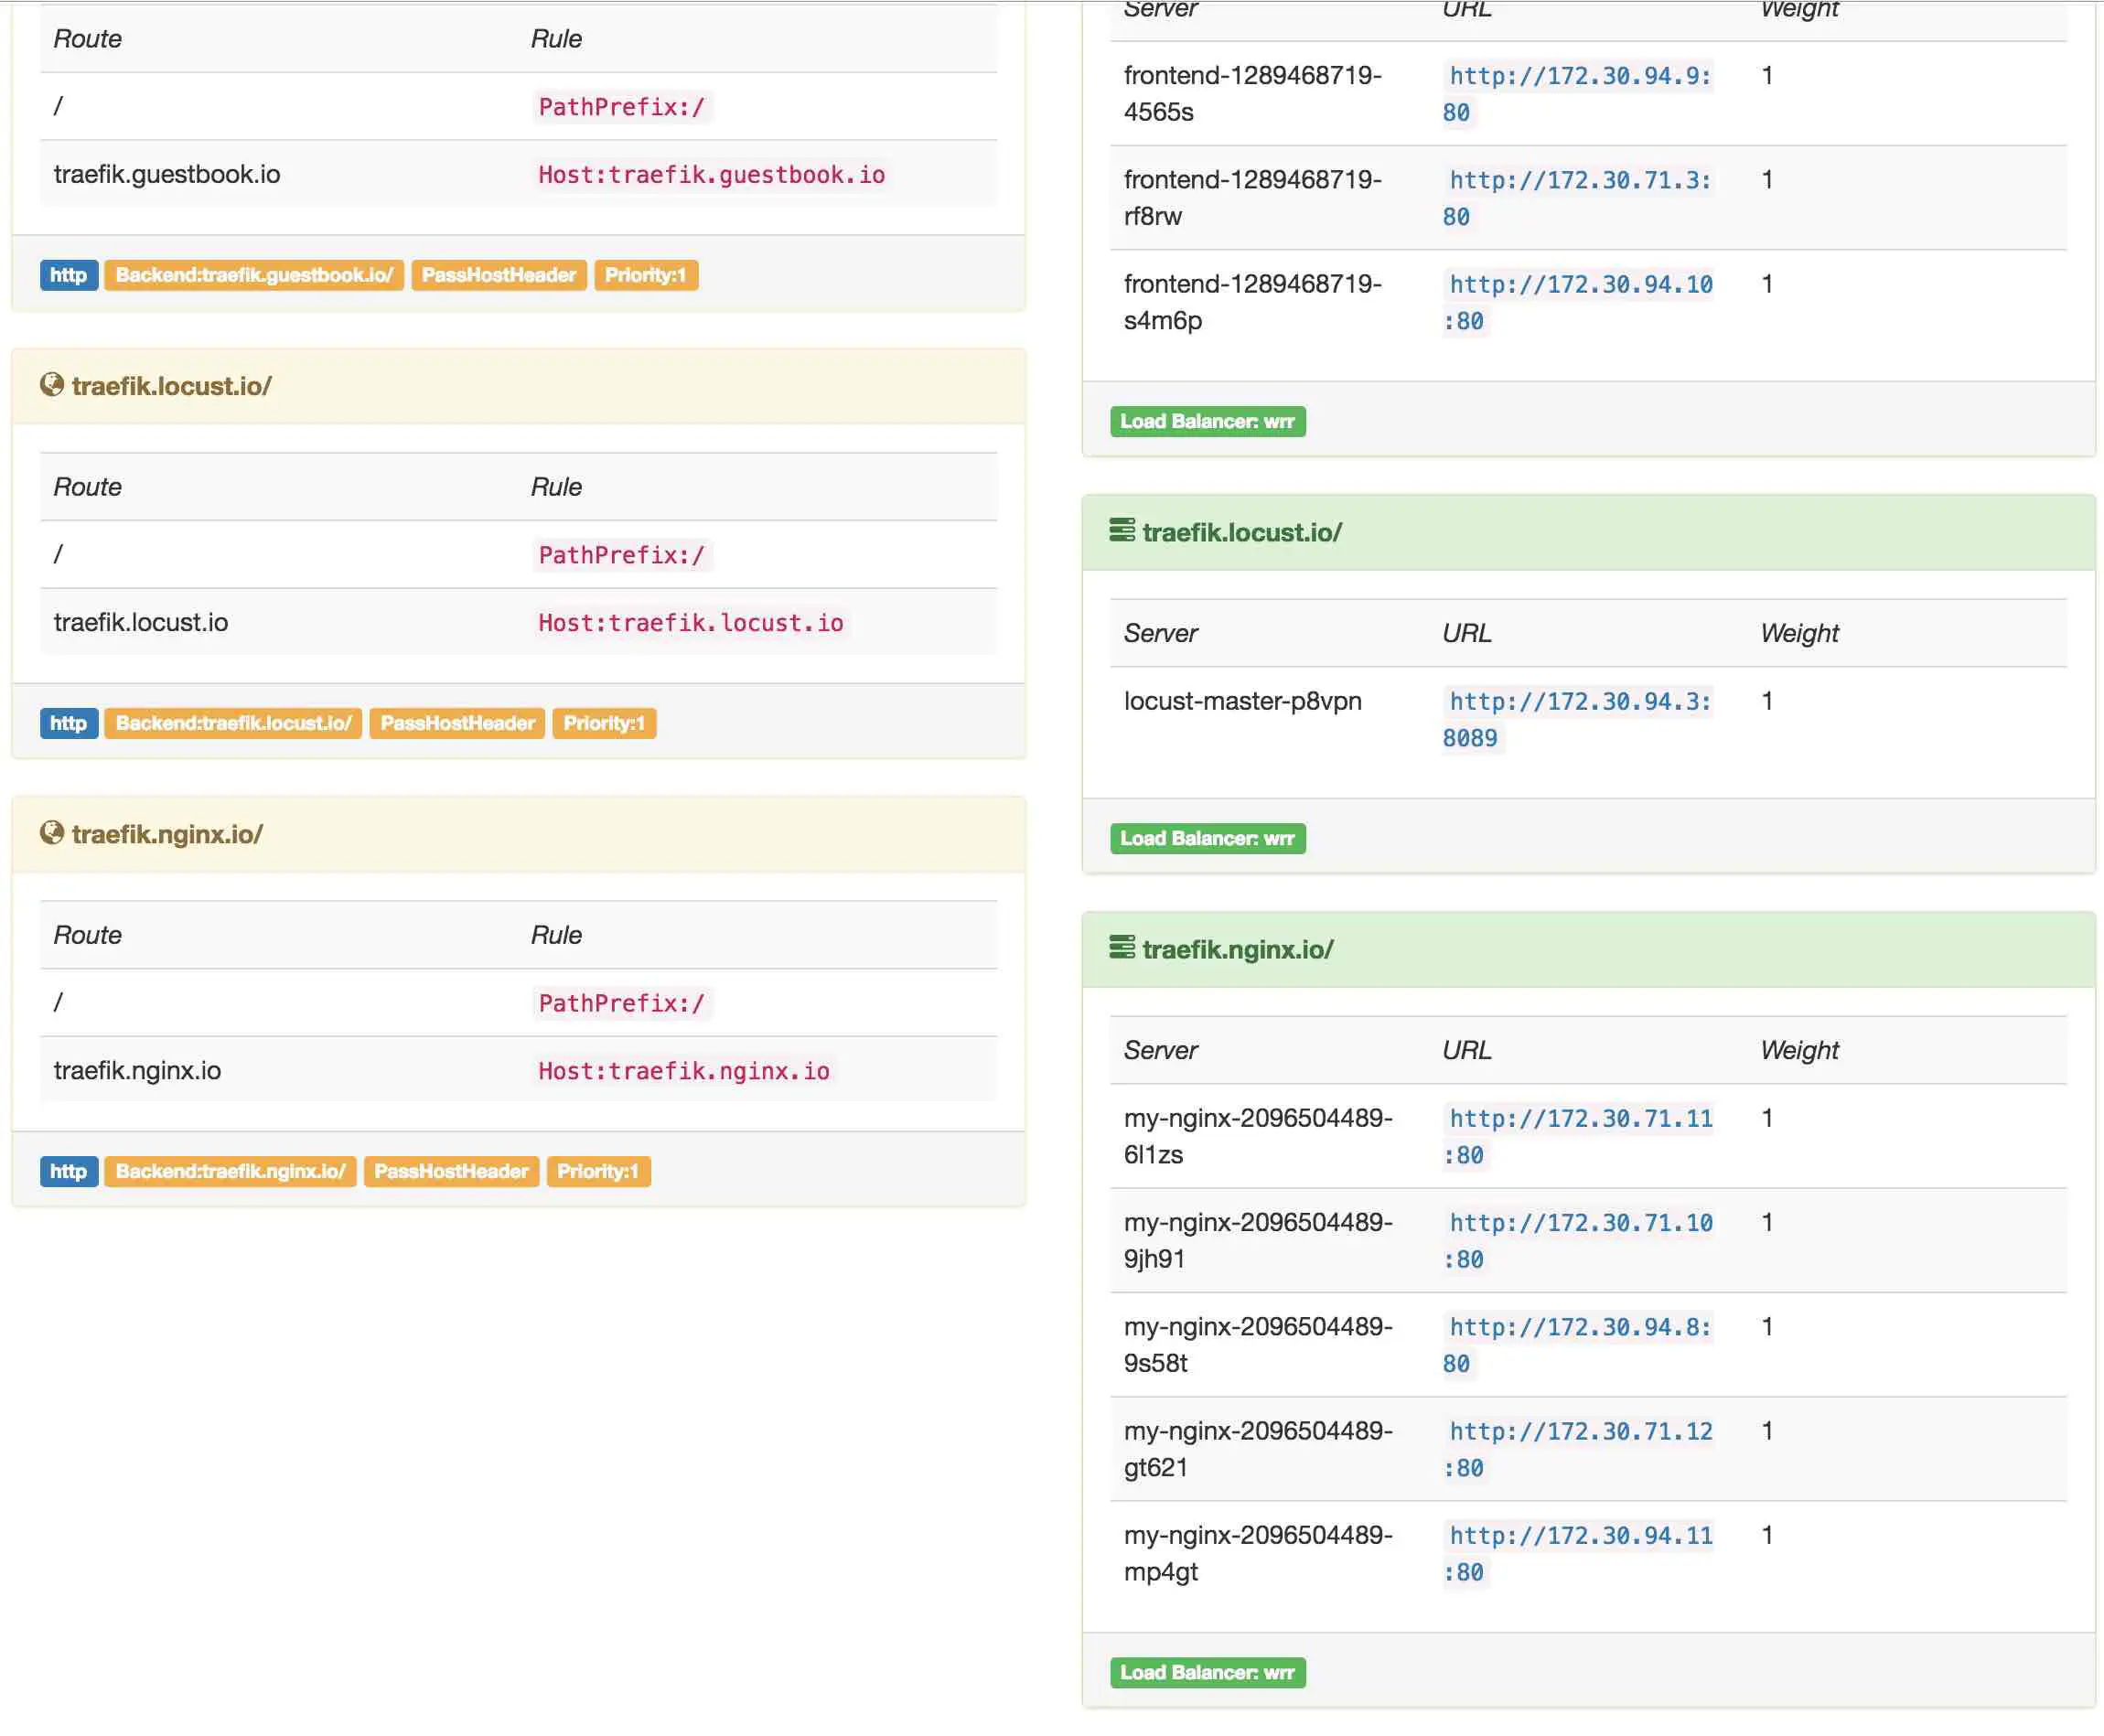 Route Rule
/ PathPrefix:/
traefik.guestbook.io Host:traefik.guestbook.io
http Backend:traefik.guestbook.io/ PassHostHeader Priority:1
traefik.locust.io/
Route Rule
/ PathPrefix:/
traefik.locust.io Host:traefik.locust.io
http Backend:traefik.locust.io/ PassHostHeader Priority:1
traefik.nginx.io/
Route Rule
/ PathPrefix:/
traefik.nginx.io Host:traefik.nginx.io
http Backend:traefik.nginx.io/ PassHostHeader Priority:1
Server URL Weight
frontend-1289468719- http://172.30.94.9: 1
4565s 80
frontend-1289468719- http://172.30.71.3: 1
rf8rw 80
frontend-1289468719- http://172.30.94.10 1
s4m6p :80
Load Balancer: wrr
traefik.locust.io/
Server URL Weight
locust-master-p8vpn http://172.30.94.3: 1
8089
Load Balancer: wrr
traefik.nginx.io/
Server URL Weight
my-nginx-2096504489- http://172.30.71.11 1
6l1zs :80
my-nginx-2096504489- http://172.30.71.10 1
9jh91 :80
my-nginx-2096504489- http://172.30.94.8: 1
9s58t 80
my-nginx-2096504489- http://172.30.71.12 1
gt621 :80
my-nginx-2096504489- http://172.30.94.11 1
mp4gt :80
Load Balancer: wrr